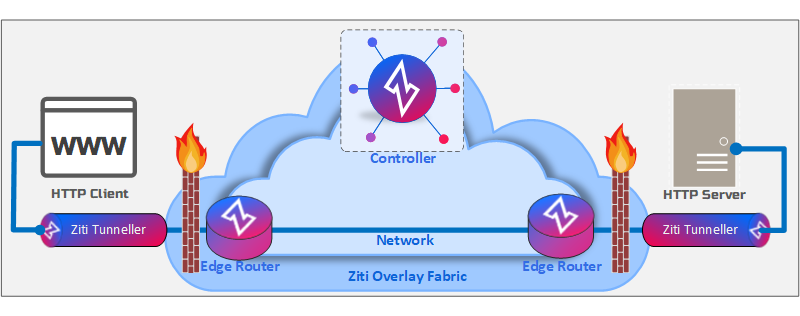 Controller
WWW
HTTP Client
HTTP Server
Ziti Tunneller
Ziti Tunneller
Network
Edge Router
Edge Router
Ziti Overlay Fabric